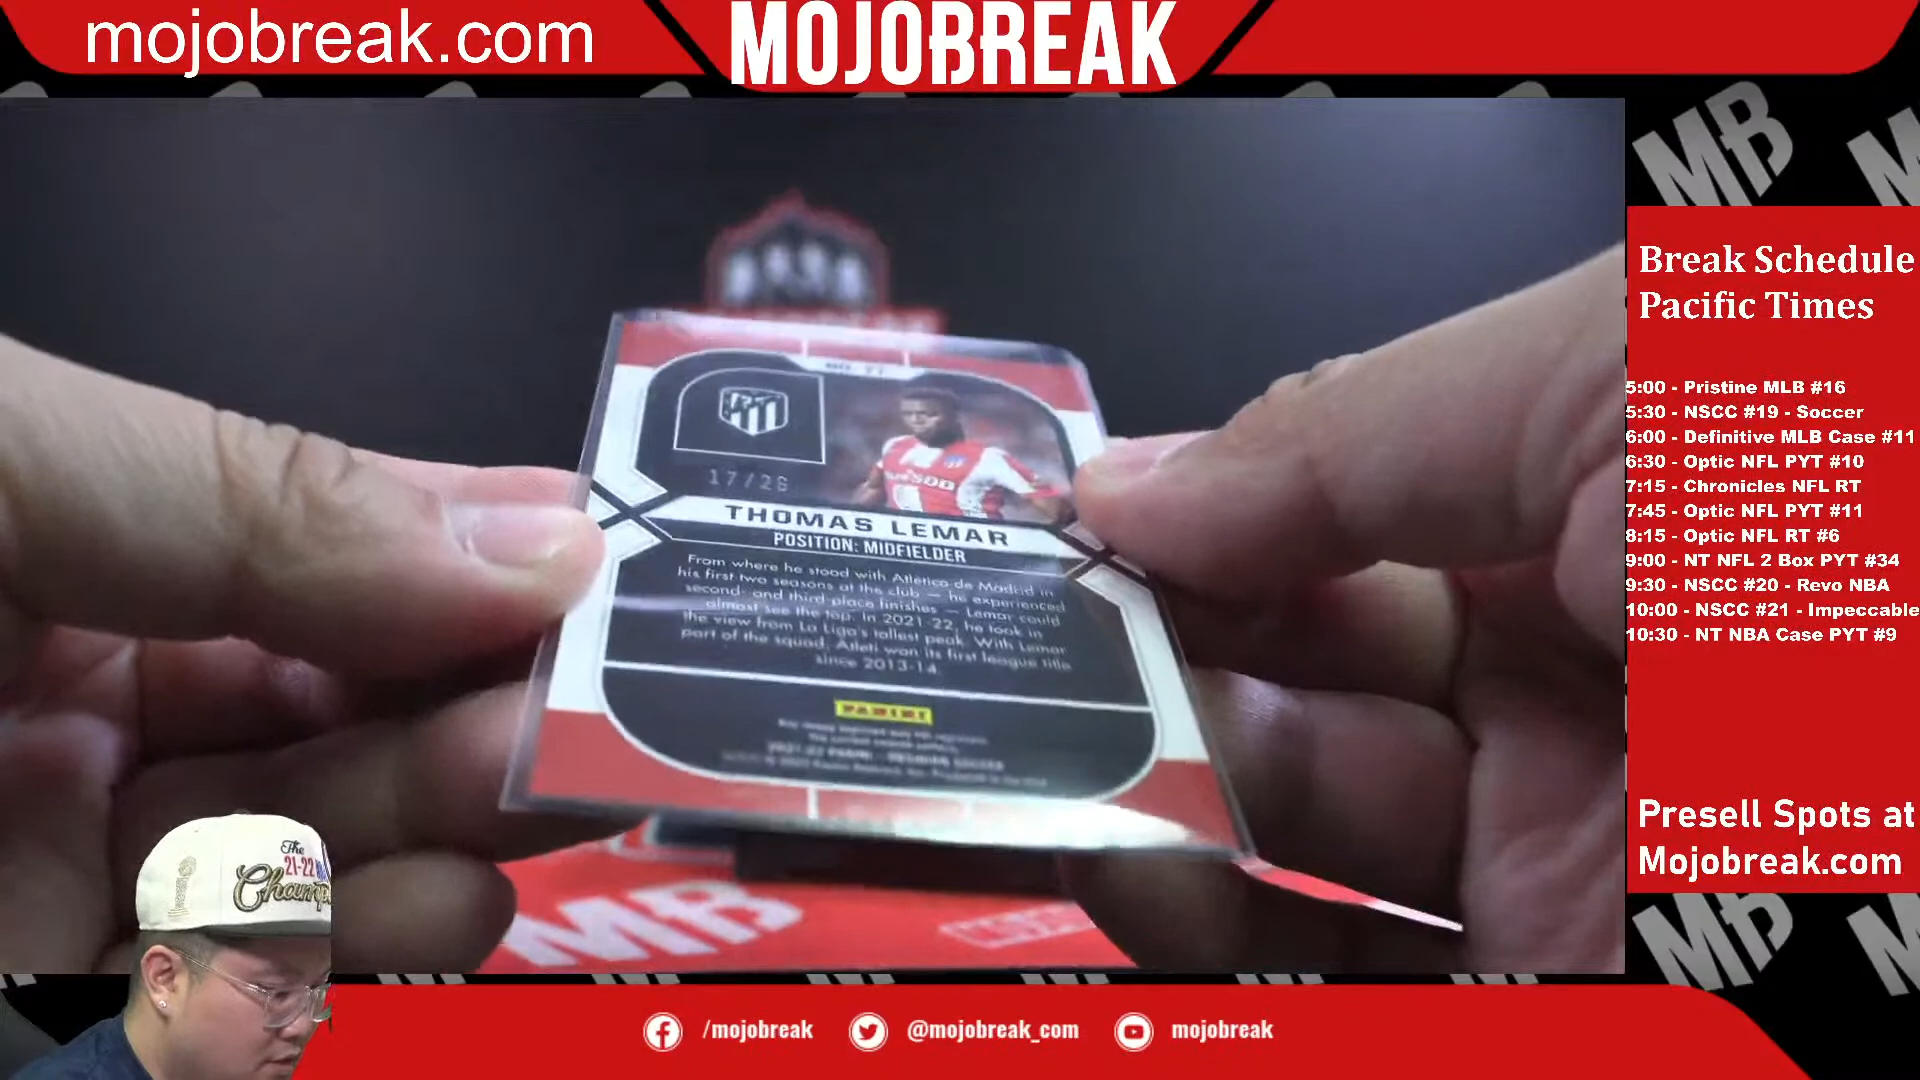 mojobreak.com
MOJOBREAK
MB
Break Schedule
Pacific Times
5:00 - Pristine MLB #16
5:30 - NSCC #19 - Soccer
6:00 - Definitive MLB Case #11
6:30 - Optic NFL PYT #10
7:15 - Chronicles NFL RT
7:45 - Optic NFL PYT #11
8:15 - Optic NFL RT #6
9:00 - NT NFL 2 Box PYT #34
9:30 - NSCC #20 - Revo NBA
10:00 - NSCC #21 - Impeccable
10:30 - NT NBA Case PYT #9
Presell Spots at
Mojobreak.com
MB
NO. 77
17/26
THOMAS LEMAR
POSITION: MIDFIELDER
From where he stood with Atlético de Madrid in
his first two seasons at the club — he experienced
second- and third-place finishes — Lemar could
almost see the top. In 2021-22, he took in
the view from La Liga's tallest peak. With Lemar
part of the squad, Atleti won its first league title
since 2013-14.
PANINI
The
21-22
Champ
MB
/mojobreak
@mojobreak_com
mojobreak